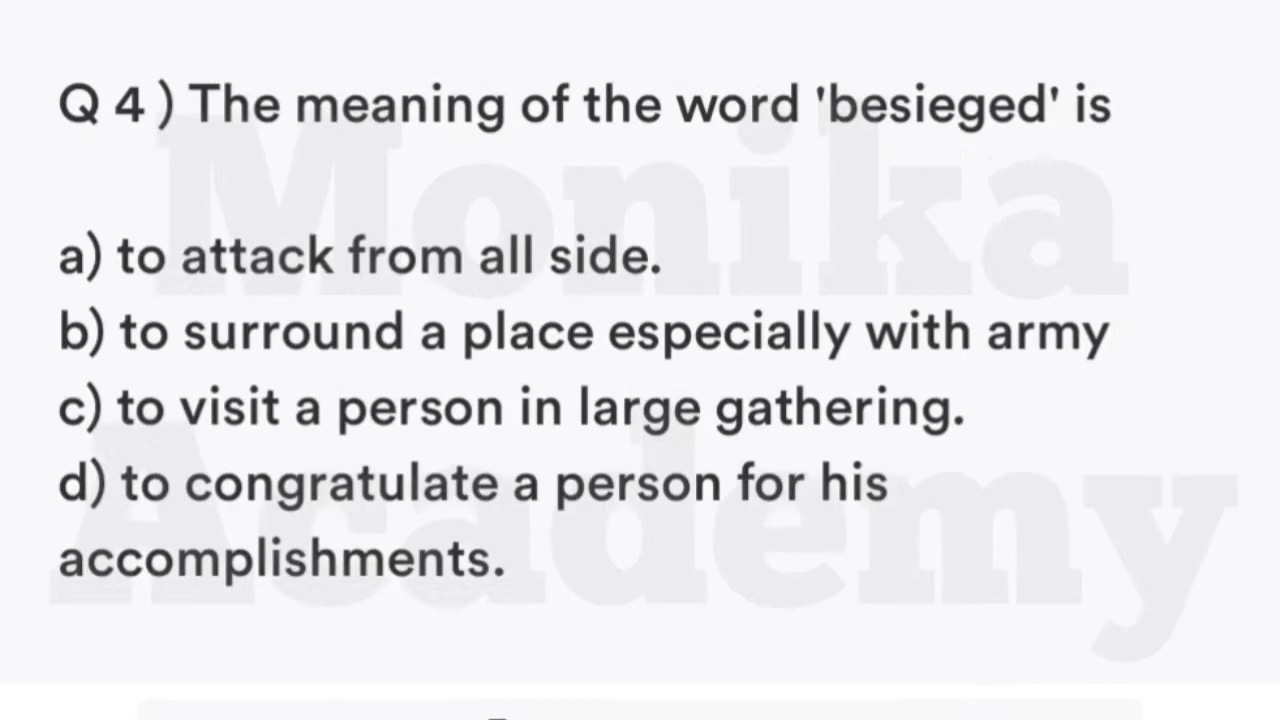 Q 4 ) The meaning of the word 'besieged' is
a) to attack from all side.
b) to surround a place especially with army
c) to visit a person in large gathering.
d) to congratulate a person for his
accomplishments.
Monika
Academy